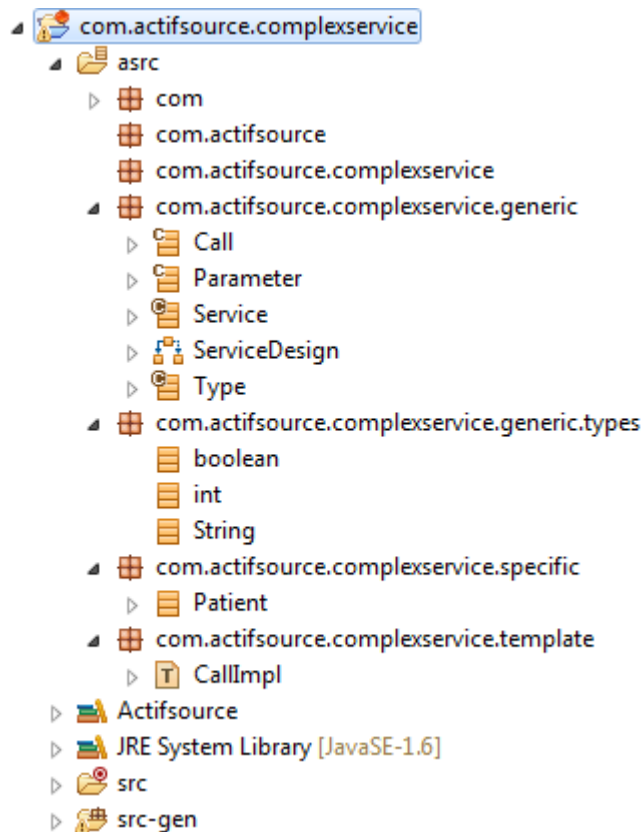 com.actifsource.complexservice
asrc
com
com.actifsource
com.actifsource.complexservice
com.actifsource.complexservice.generic
Call
Parameter
Service
ServiceDesign
Type
com.actifsource.complexservice.generic.types
boolean
int
String
com.actifsource.complexservice.specific
Patient
com.actifsource.complexservice.template
CallImpl
Actifsource
JRE System Library [JavaSE-1.6]
src
src-gen